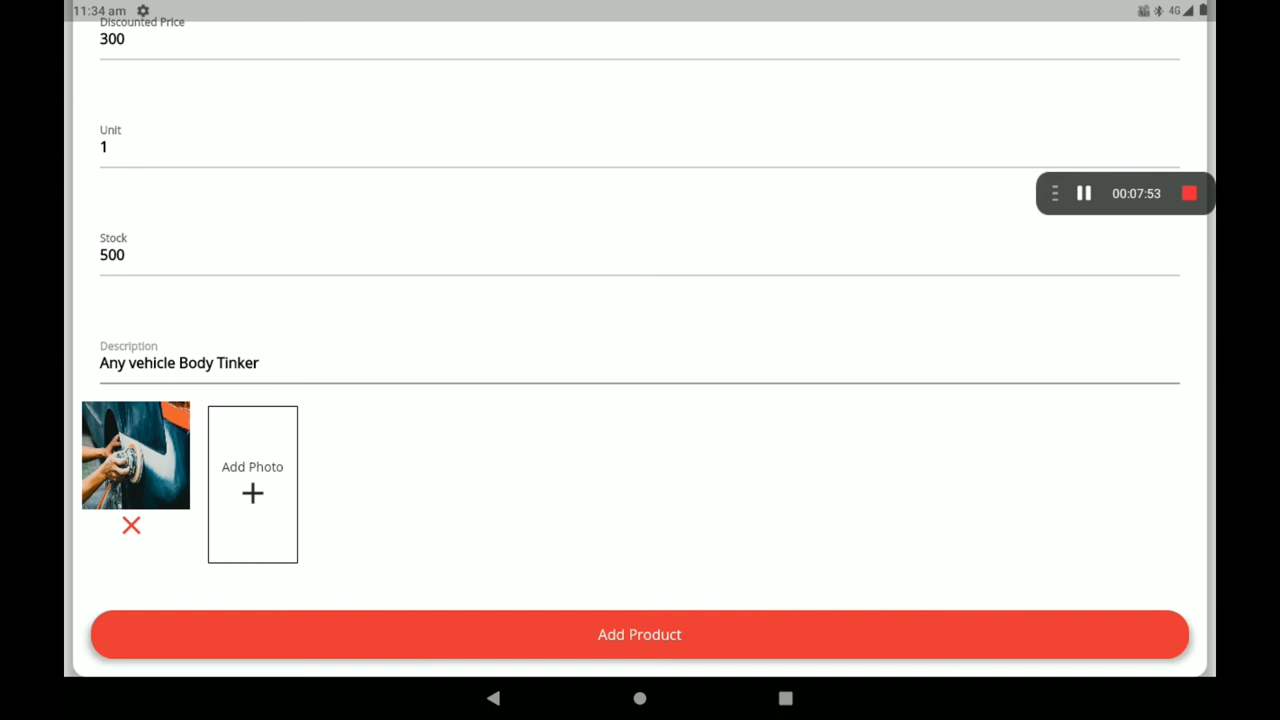 11:34 am
4G
Discounted Price
300
Unit
1
00:07:53
Stock
500
Description
Any vehicle Body Tinker
Add Photo
Add Product